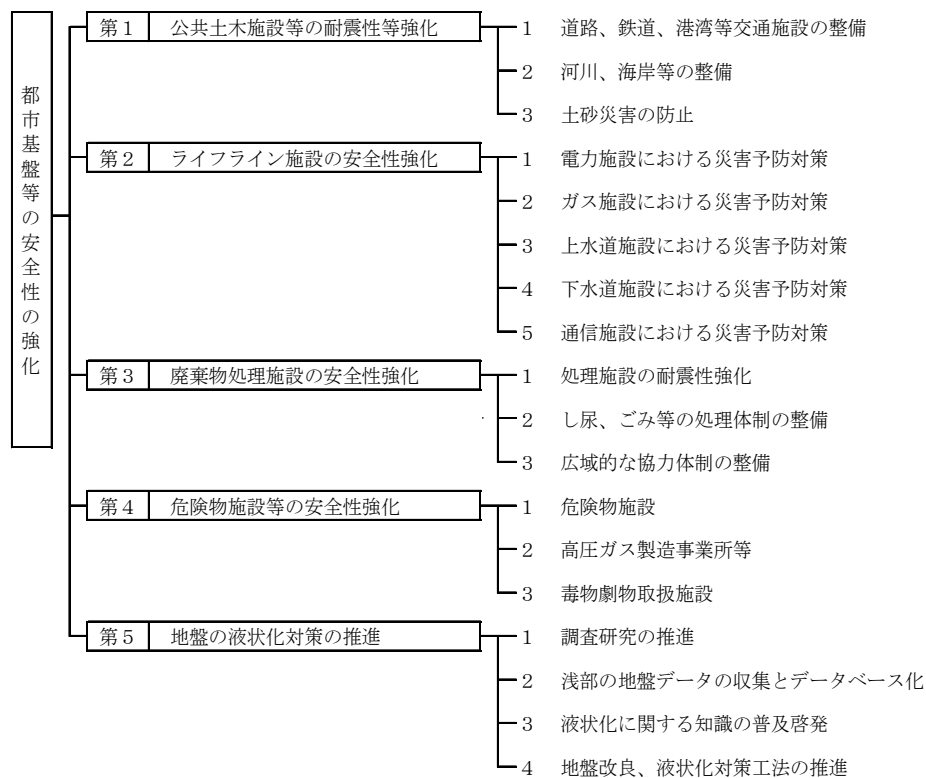 都市基盤等の安全性の強化
第１ 公共土木施設等の耐震性等強化
１ 道路、鉄道、港湾等交通施設の整備
２ 河川、海岸等の整備
３ 土砂災害の防止
第２ ライフライン施設の安全性強化
１ 電力施設における災害予防対策
２ ガス施設における災害予防対策
３ 上水道施設における災害予防対策
４ 下水道施設における災害予防対策
５ 通信施設における災害予防対策
第３ 廃棄物処理施設の安全性強化
１ 処理施設の耐震性強化
２ し尿、ごみ等の処理体制の整備
３ 広域的な協力体制の整備
第４ 危険物施設等の安全性強化
１ 危険物施設
２ 高圧ガス製造事業所等
３ 毒物劇物取扱施設
第５ 地盤の液状化対策の推進
１ 調査研究の推進
２ 浅部の地盤データの収集とデータベース化
３ 液状化に関する知識の普及啓発
４ 地盤改良、液状化対策工法の推進